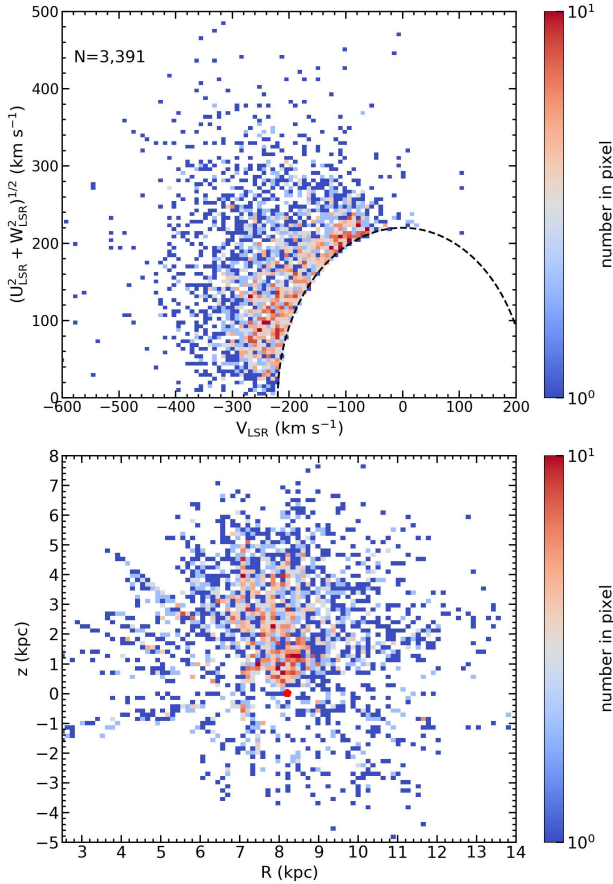 500
400
300
200
100
0
(U²LSR + W²LSR)^1/2 (km s⁻¹)
N=3,391
−600 −500 −400 −300 −200 −100 0 100 200
V_LSR (km s⁻¹)
10¹
number in pixel
10⁰
8
7
6
5
4
3
2
1
0
−1
−2
−3
−4
−5
z (kpc)
4 5 6 7 8 9 10 11 12 13 14
R (kpc)
10¹
number in pixel
10⁰